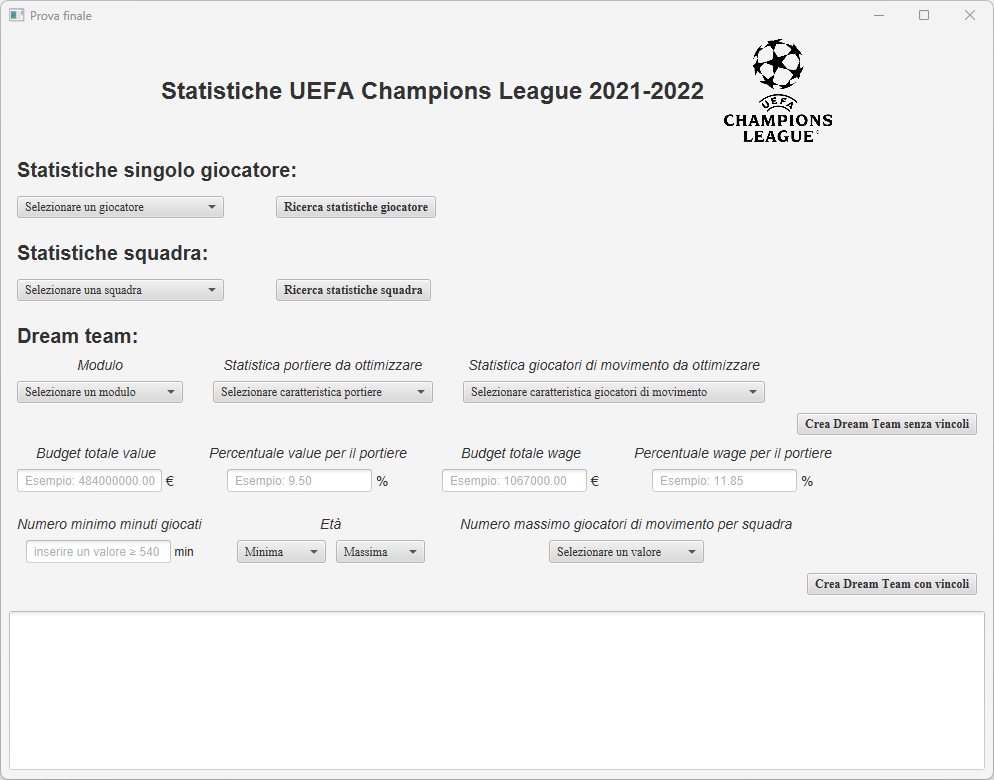 Prova finale
Statistiche UEFA Champions League 2021-2022
UEFA
CHAMPIONS
LEAGUE
Statistiche singolo giocatore:
Selezionare un giocatore Ricerca statistiche giocatore
Statistiche squadra:
Selezionare una squadra Ricerca statistiche squadra
Dream team:
Modulo Statistica portiere da ottimizzare Statistica giocatori di movimento da ottimizzare
Selezionare un modulo Selezionare caratteristica portiere Selezionare caratteristica giocatori di movimento
Crea Dream Team senza vincoli
Budget totale value Percentuale value per il portiere Budget totale wage Percentuale wage per il portiere
Esempio: 484000000.00 € Esempio: 9.50 % Esempio: 1067000.00 € Esempio: 11.85 %
Numero minimo minuti giocati Età Numero massimo giocatori di movimento per squadra
inserire un valore ≥ 540 min Minima Massima Selezionare un valore
Crea Dream Team con vincoli